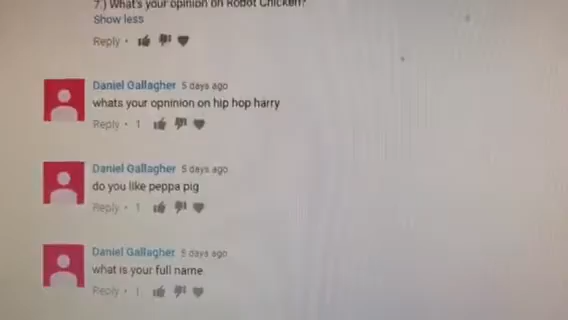 7.) What's your opinion on Robot Chicken?
Show less
Reply •
Daniel Gallagher 5 days ago
whats your opninion on hip hop harry
Reply • 1
Daniel Gallagher 5 days ago
do you like peppa pig
Reply • 1
Daniel Gallagher 5 days ago
what is your full name
Reply • 1